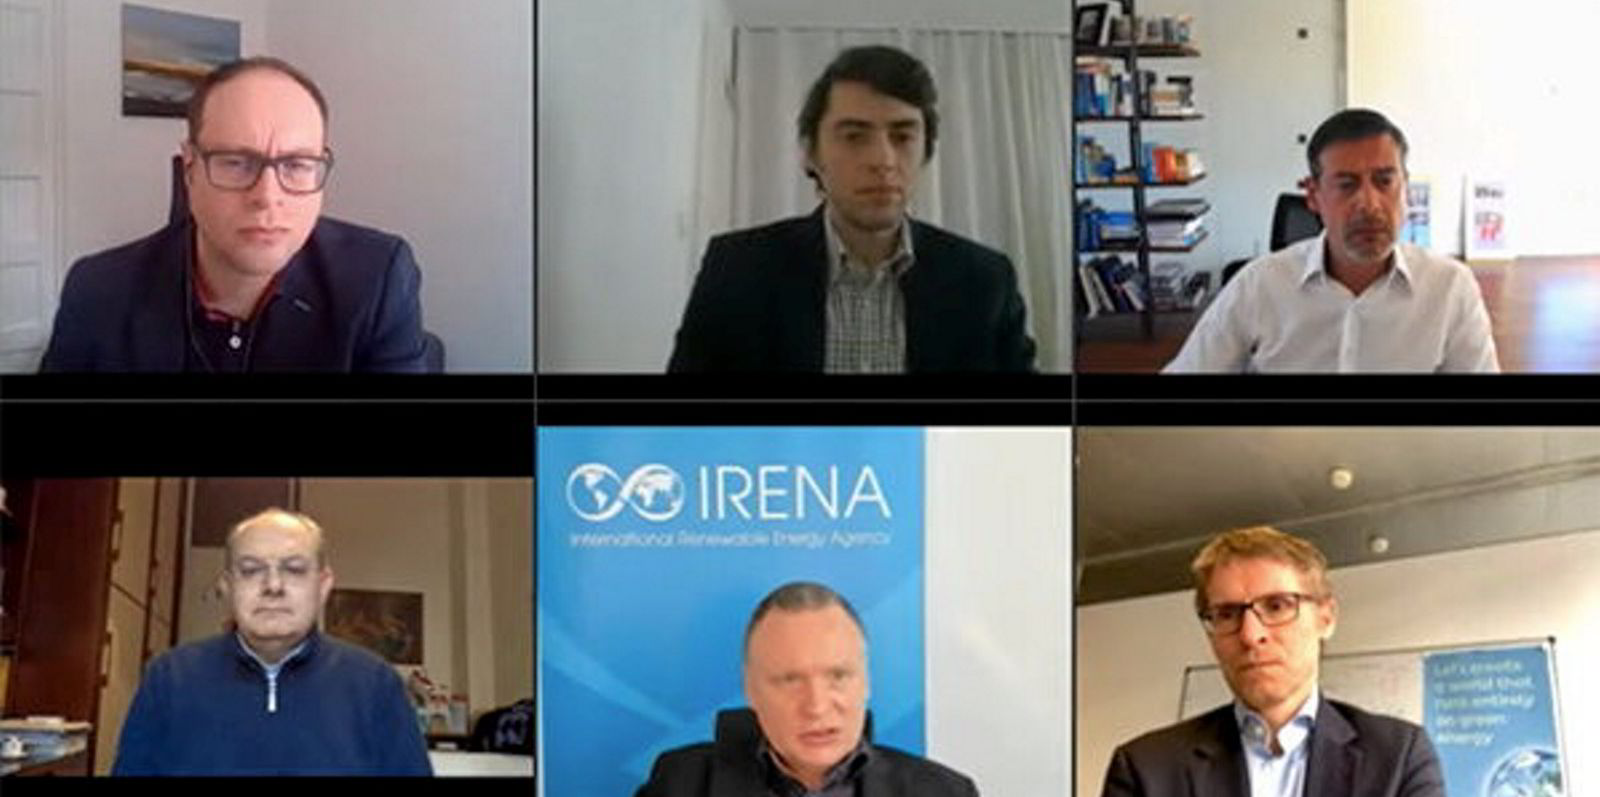 IRENA
International Renewable Energy Agency
Let's create
a world that
runs entirely
on green
energy